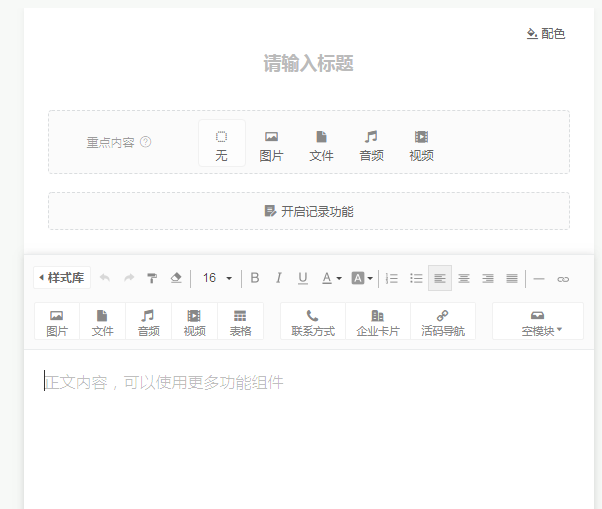 配色
请输入标题
重点内容 ?
无 图片 文件 音频 视频
开启记录功能
样式库 16 B I U A A
图片 文件 音频 视频 表格 联系方式 企业卡片 活码导航 空模块
正文内容，可以使用更多功能组件